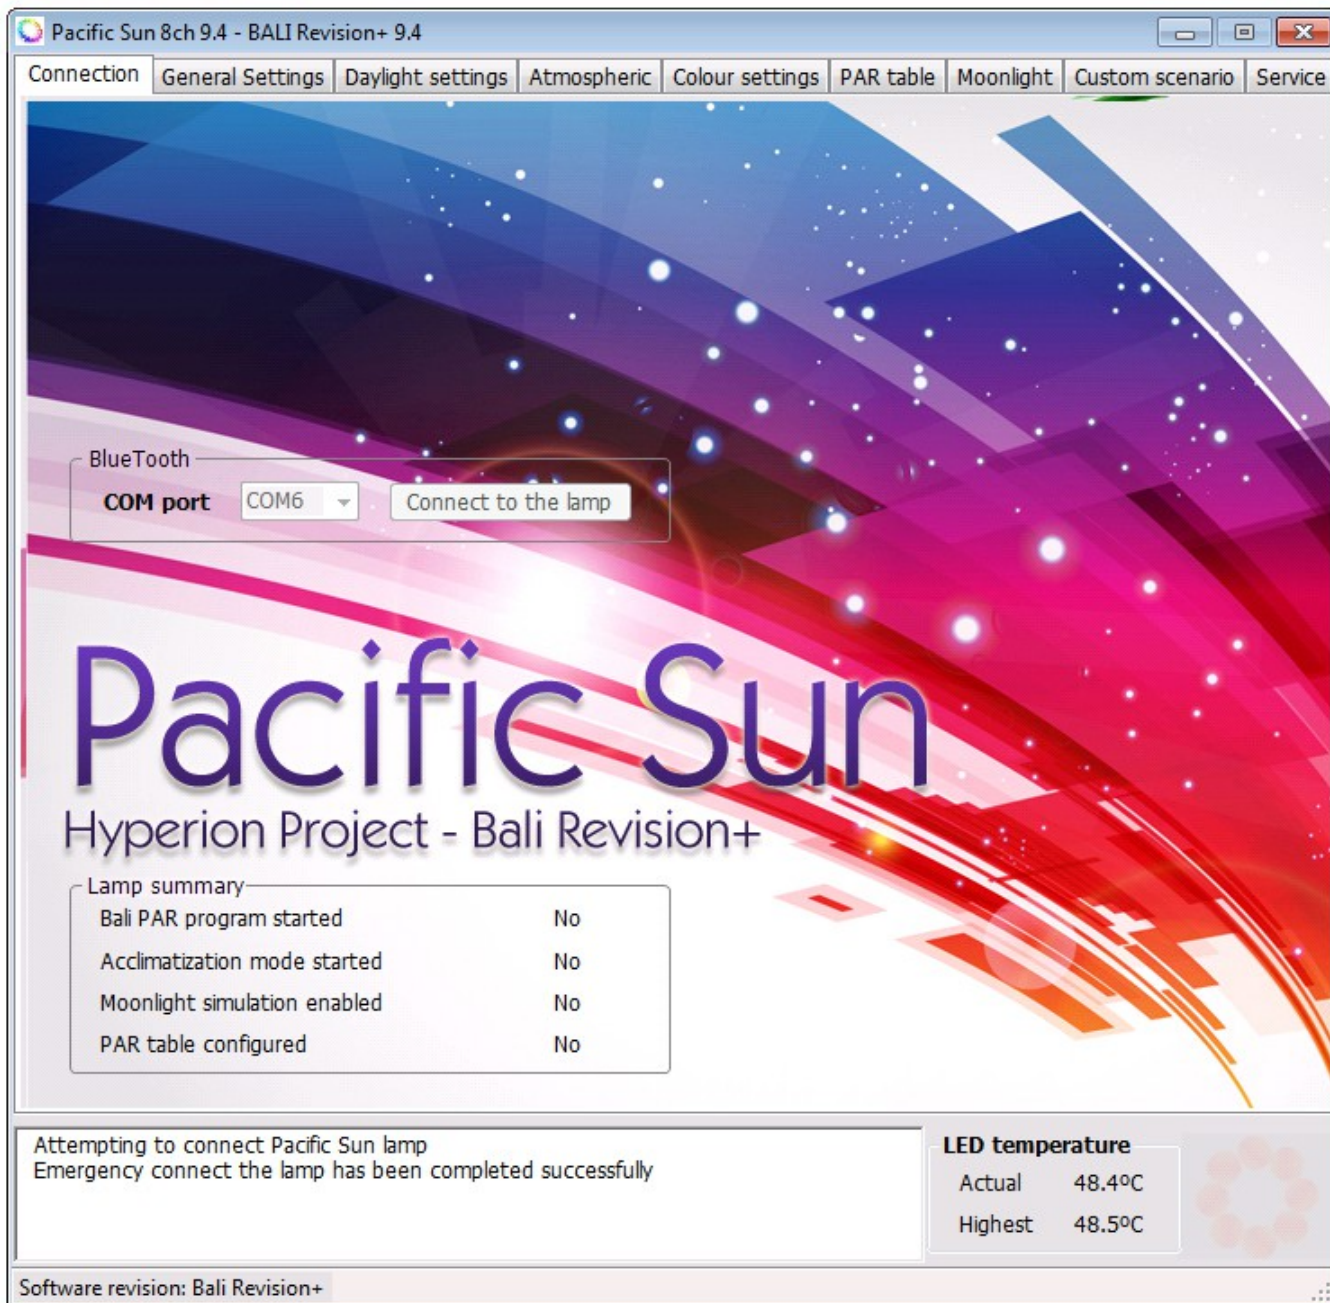 Pacific Sun 8ch 9.4 - BALI Revision+ 9.4
Connection General Settings Daylight settings Atmospheric Colour settings PAR table Moonlight Custom scenario Service
BlueTooth
COM port COM6 Connect to the lamp
Pacific Sun
Hyperion Project - Bali Revision+
Lamp summary
Bali PAR program started No
Acclimatization mode started No
Moonlight simulation enabled No
PAR table configured No
Attempting to connect Pacific Sun lamp
Emergency connect the lamp has been completed successfully
LED temperature
Actual 48.4ºC
Highest 48.5ºC
Software revision: Bali Revision+